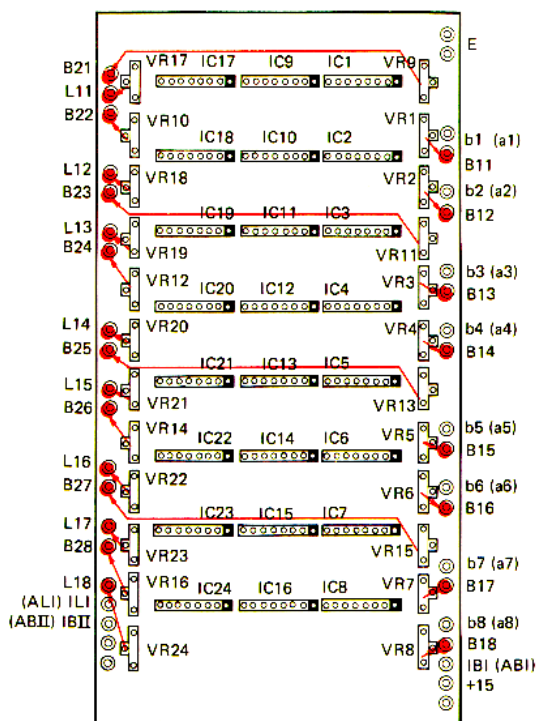 E
B21 VR17 IC17 IC9 IC1 VR9
L11
B22 VR10 VR1 b1 (a1)
IC18 IC10 IC2 B11
L12 VR18 VR2 b2 (a2)
B23 B12
L13 IC19 IC11 IC3
B24 VR19 VR11 b3 (a3)
VR12 IC20 IC12 IC4 VR3 B13
L14 VR20 VR4 b4 (a4)
B25 B14
L15 IC21 IC13 IC5
B26 VR21 VR13
VR14 IC22 IC14 IC6 VR5 b5 (a5)
B15
L16 VR22 VR6 b6 (a6)
B27 B16
L17 IC23 IC15 IC7
B28 VR23 VR15 b7 (a7)
L18 VR16 IC24 IC16 IC8 VR7 B17
(ALI) ILI
(ABII) IBII b8 (a8)
VR24 VR8 B18
IBI (ABI)
+15